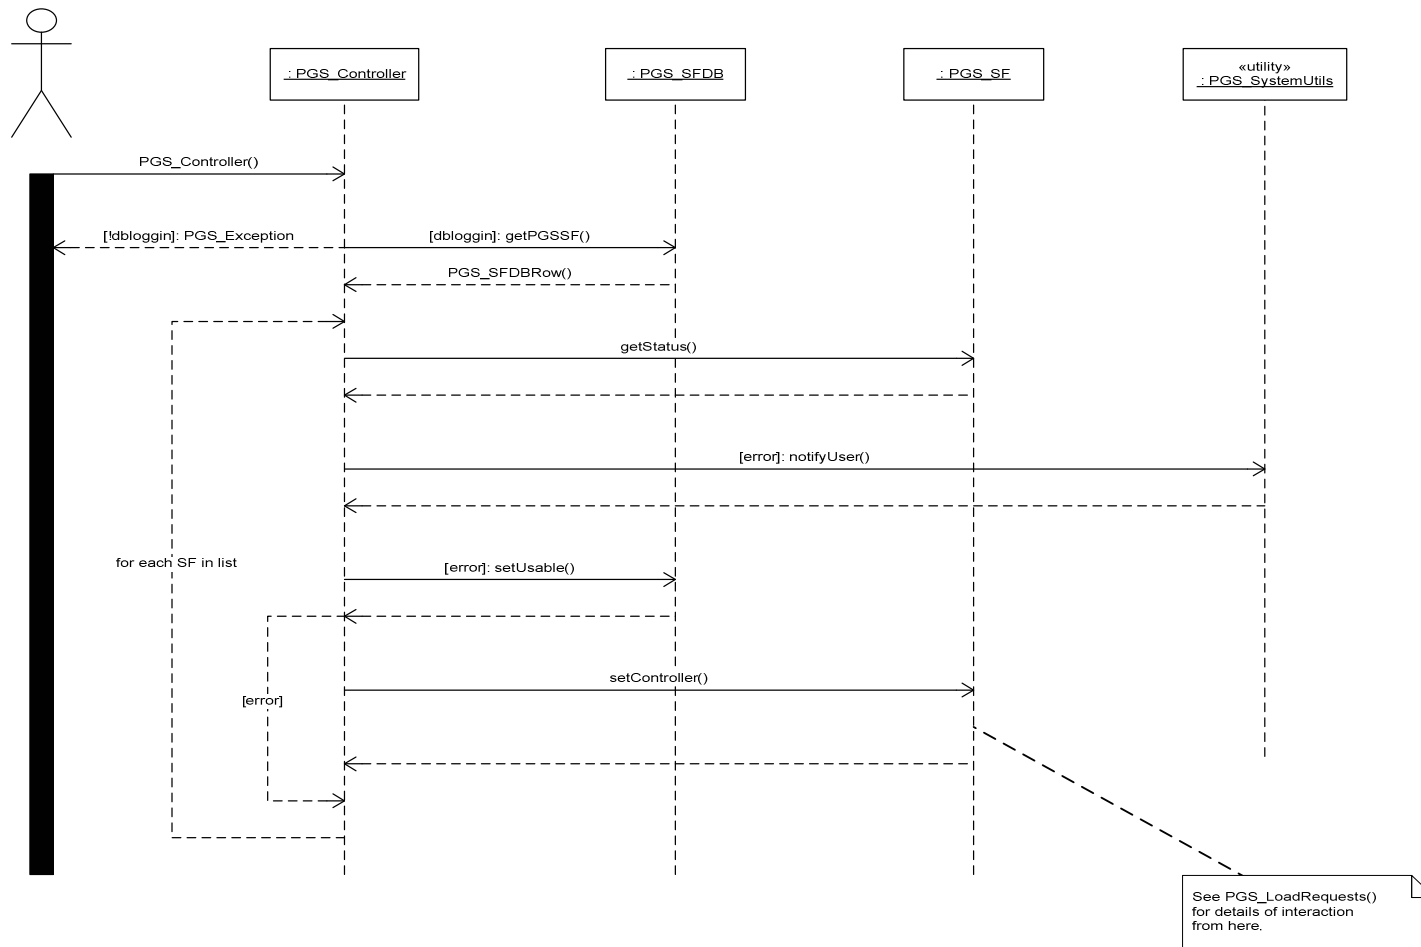 : PGS_Controller
: PGS_SFDB
: PGS_SF
«utility»
: PGS_SystemUtils
PGS_Controller()
[!dbloggin]: PGS_Exception
[dbloggin]: getPGSSF()
PGS_SFDBRow()
getStatus()
[error]: notifyUser()
for each SF in list
[error]: setUsable()
setController()
[error]
See PGS_LoadRequests()
for details of interaction
from here.